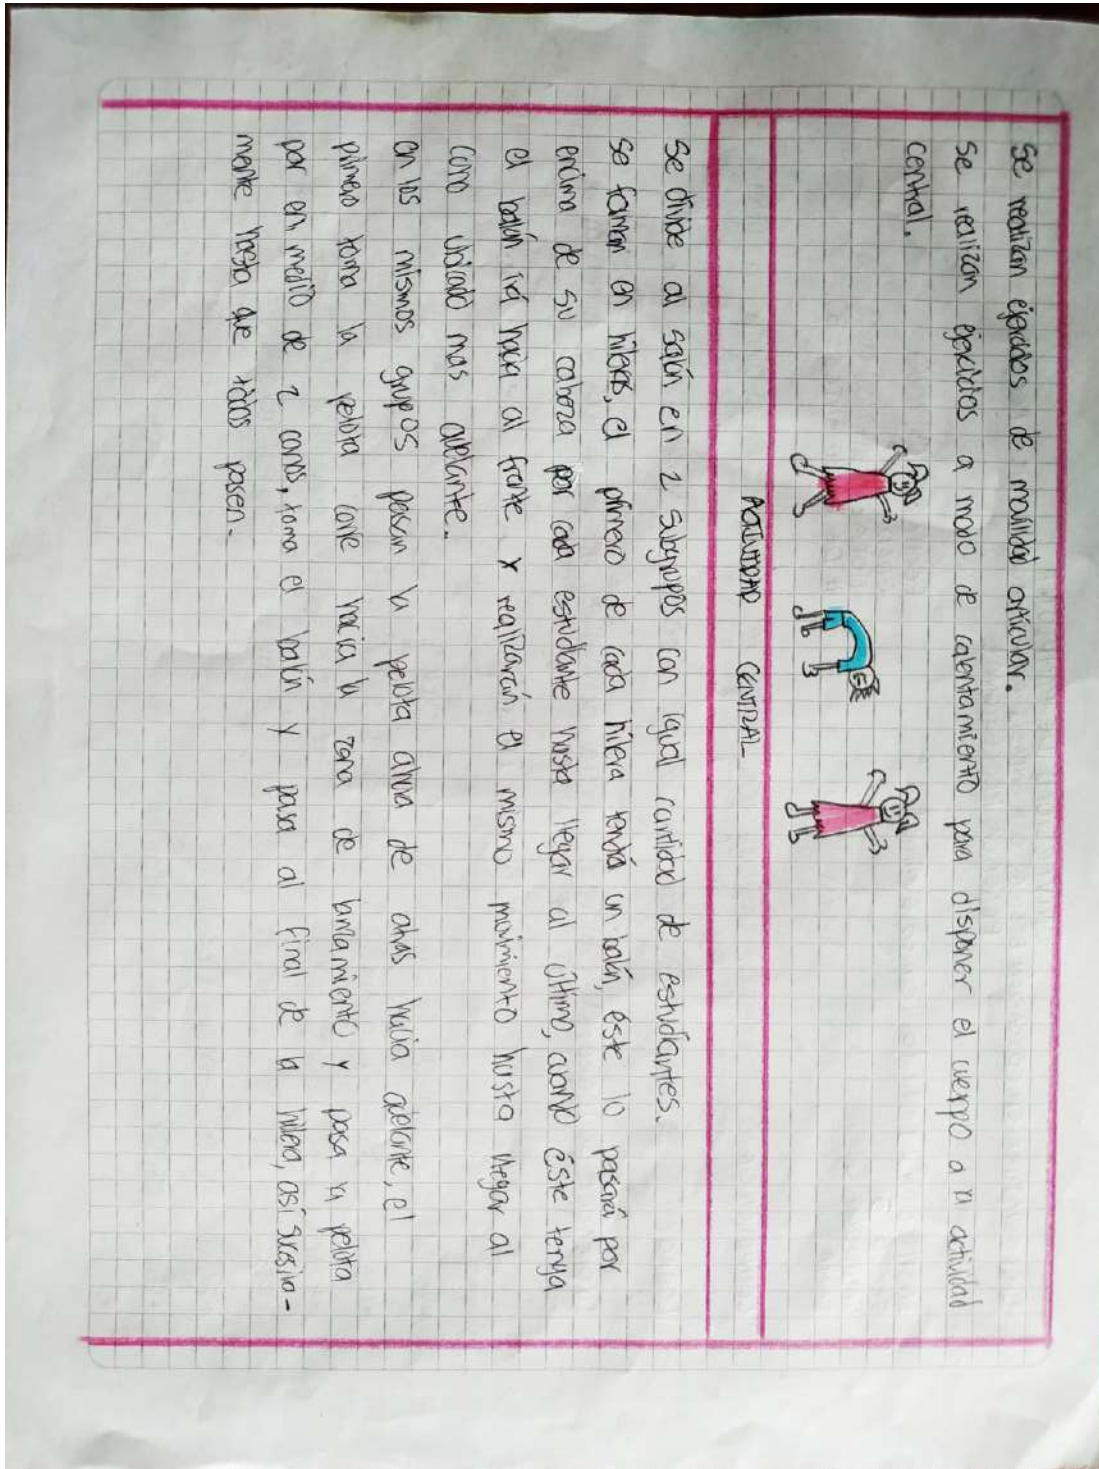 Se realizan ejercicios de movilidad articular.
Se realizan ejercicios a modo de calentamiento para disponer el cuerpo a la actividad
central.
ACTIVIDAD CENTRAL
Se divide al salón en 2 subgrupos con igual cantidad de estudiantes.
Se forman en hileras, el primero de cada hilera tendrá un balón, éste lo pasará por
encima de su cabeza por cada estudiante hasta llegar al último, cuando éste tenga
el balón irá hacia al frente y realizarán el mismo movimiento hasta llegar al
cono ubicado mas adelante.
En los mismos grupos pasan la pelota ahora de atras hacia adelante, el
primero toma la pelota corre hacia la zona de lanzamiento y pasa la pelota
por en medio de 2 conos, toma el balón y pasa al final de la hilera, así sucesiva-
mente hasta que todos pasen.